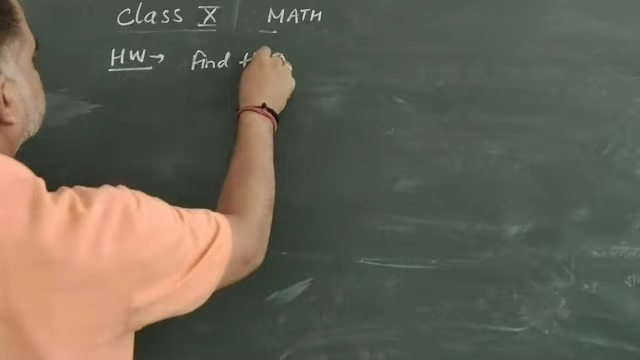 Class X MATH
HW→ find